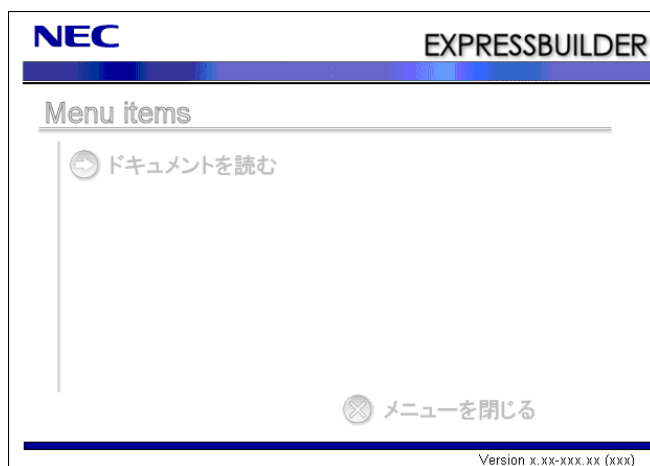 NEC
EXPRESSBUILDER
Menu items
ドキュメントを読む
メニューを閉じる
Version x.xx-xxx.xx (xxx)